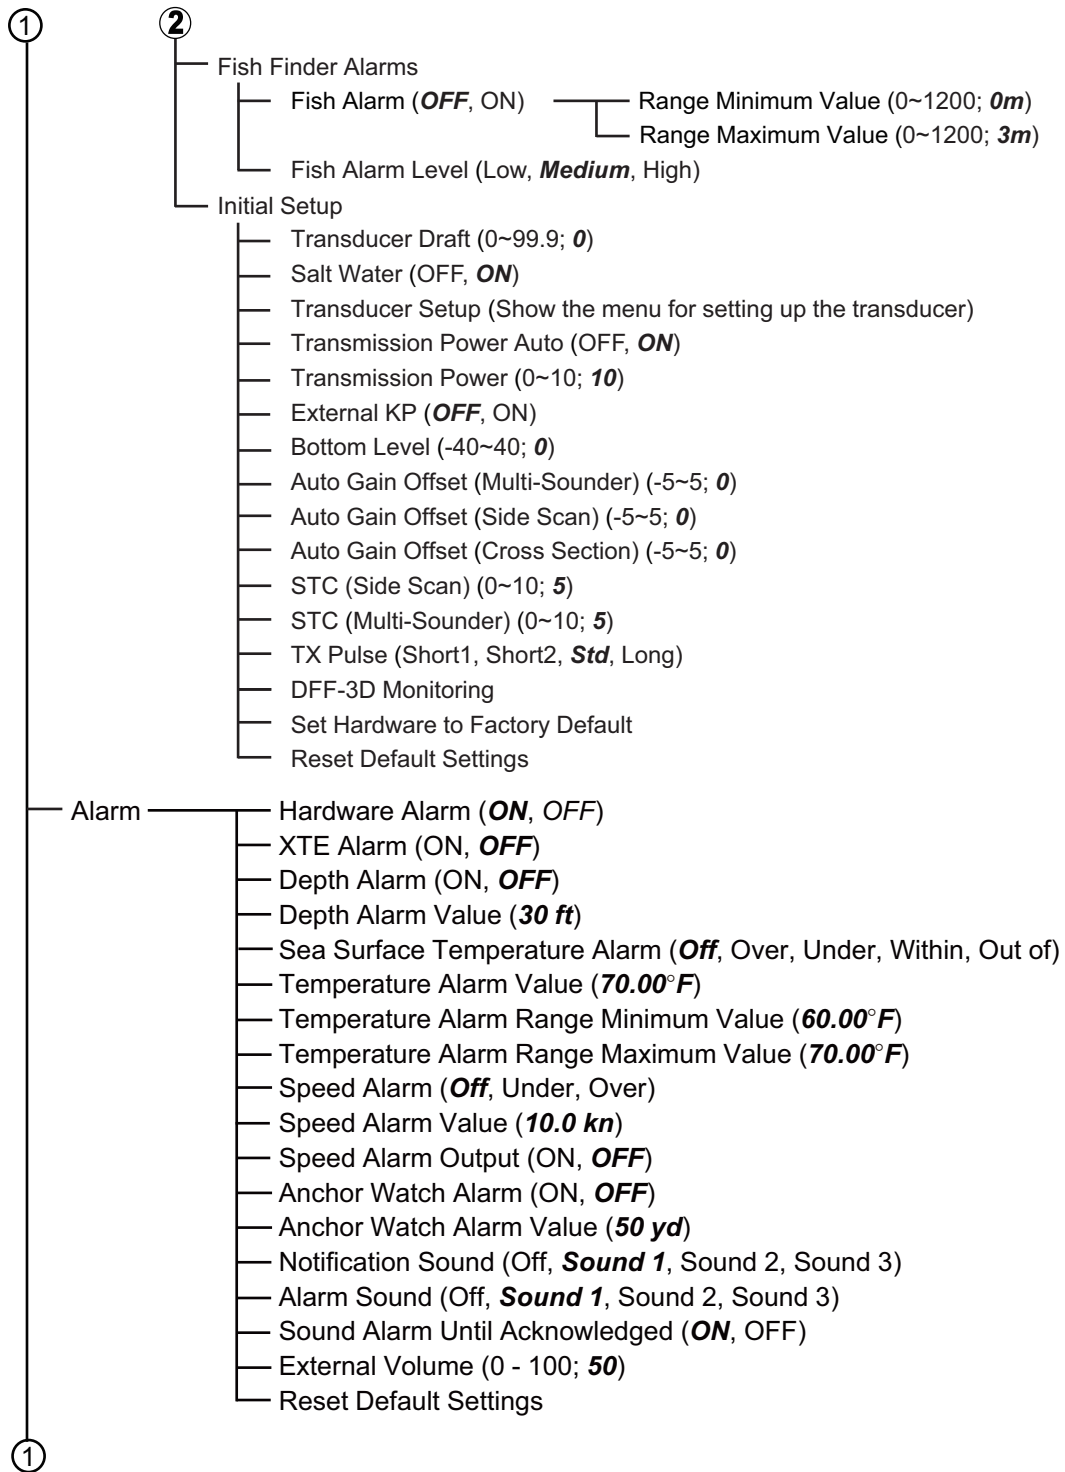 1
2
Fish Finder Alarms
Fish Alarm (OFF, ON)
Range Minimum Value (0~1200; 0m)
Range Maximum Value (0~1200; 3m)
Fish Alarm Level (Low, Medium, High)
Initial Setup
Transducer Draft (0~99.9; 0)
Salt Water (OFF, ON)
Transducer Setup (Show the menu for setting up the transducer)
Transmission Power Auto (OFF, ON)
Transmission Power (0~10; 10)
External KP (OFF, ON)
Bottom Level (-40~40; 0)
Auto Gain Offset (Multi-Sounder) (-5~5; 0)
Auto Gain Offset (Side Scan) (-5~5; 0)
Auto Gain Offset (Cross Section) (-5~5; 0)
STC (Side Scan) (0~10; 5)
STC (Multi-Sounder) (0~10; 5)
TX Pulse (Short1, Short2, Std, Long)
DFF-3D Monitoring
Set Hardware to Factory Default
Reset Default Settings
Alarm
Hardware Alarm (ON, OFF)
XTE Alarm (ON, OFF)
Depth Alarm (ON, OFF)
Depth Alarm Value (30 ft)
Sea Surface Temperature Alarm (Off, Over, Under, Within, Out of)
Temperature Alarm Value (70.00°F)
Temperature Alarm Range Minimum Value (60.00°F)
Temperature Alarm Range Maximum Value (70.00°F)
Speed Alarm (Off, Under, Over)
Speed Alarm Value (10.0 kn)
Speed Alarm Output (ON, OFF)
Anchor Watch Alarm (ON, OFF)
Anchor Watch Alarm Value (50 yd)
Notification Sound (Off, Sound 1, Sound 2, Sound 3)
Alarm Sound (Off, Sound 1, Sound 2, Sound 3)
Sound Alarm Until Acknowledged (ON, OFF)
External Volume (0 - 100; 50)
Reset Default Settings
1